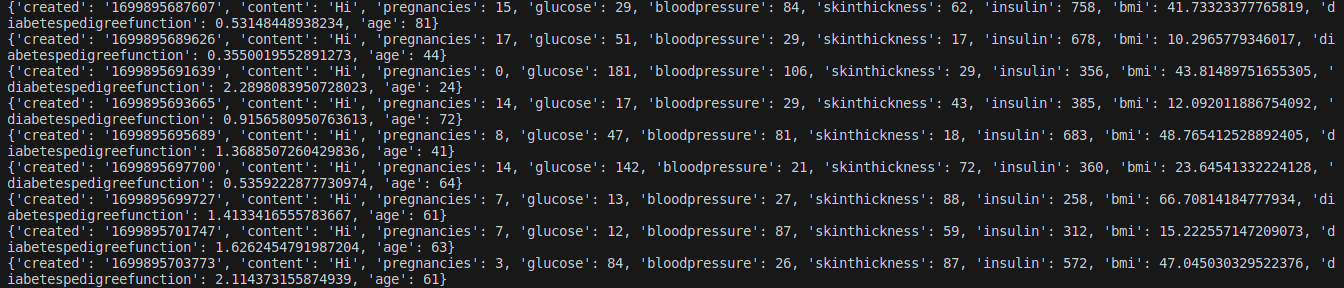 {'created': '1699895687607', 'content': 'Hi', 'pregnancies': 15, 'glucose': 29, 'bloodpressure': 84, 'skinthickness': 62, 'insulin': 758, 'bmi': 41.73323377765819, 'd
iabetespedigreefunction': 0.53148448938234, 'age': 81}
{'created': '1699895689626', 'content': 'Hi', 'pregnancies': 17, 'glucose': 51, 'bloodpressure': 29, 'skinthickness': 17, 'insulin': 678, 'bmi': 10.2965779346017, 'di
abetespedigreefunction': 0.3550019552891273, 'age': 44}
{'created': '1699895691639', 'content': 'Hi', 'pregnancies': 0, 'glucose': 181, 'bloodpressure': 106, 'skinthickness': 29, 'insulin': 356, 'bmi': 43.81489751655305, '
diabetespedigreefunction': 2.2898083950728023, 'age': 24}
{'created': '1699895693665', 'content': 'Hi', 'pregnancies': 14, 'glucose': 17, 'bloodpressure': 29, 'skinthickness': 43, 'insulin': 385, 'bmi': 12.092011886754092, '
diabetespedigreefunction': 0.9156580950763613, 'age': 72}
{'created': '1699895695689', 'content': 'Hi', 'pregnancies': 8, 'glucose': 47, 'bloodpressure': 81, 'skinthickness': 18, 'insulin': 683, 'bmi': 48.765412528892405, 'd
iabetespedigreefunction': 1.3688507260429836, 'age': 41}
{'created': '1699895697700', 'content': 'Hi', 'pregnancies': 14, 'glucose': 142, 'bloodpressure': 21, 'skinthickness': 72, 'insulin': 360, 'bmi': 23.64541332224128, '
diabetespedigreefunction': 0.5359222877730974, 'age': 64}
{'created': '1699895699727', 'content': 'Hi', 'pregnancies': 7, 'glucose': 13, 'bloodpressure': 27, 'skinthickness': 88, 'insulin': 258, 'bmi': 66.70814184777934, 'di
abetespedigreefunction': 1.4133416555783667, 'age': 61}
{'created': '1699895701747', 'content': 'Hi', 'pregnancies': 7, 'glucose': 12, 'bloodpressure': 87, 'skinthickness': 59, 'insulin': 312, 'bmi': 15.222557147209073, 'd
iabetespedigreefunction': 1.6262454791987204, 'age': 63}
{'created': '1699895703773', 'content': 'Hi', 'pregnancies': 3, 'glucose': 84, 'bloodpressure': 26, 'skinthickness': 87, 'insulin': 572, 'bmi': 47.045030329522376, 'd
iabetespedigreefunction': 2.114373155874939, 'age': 61}